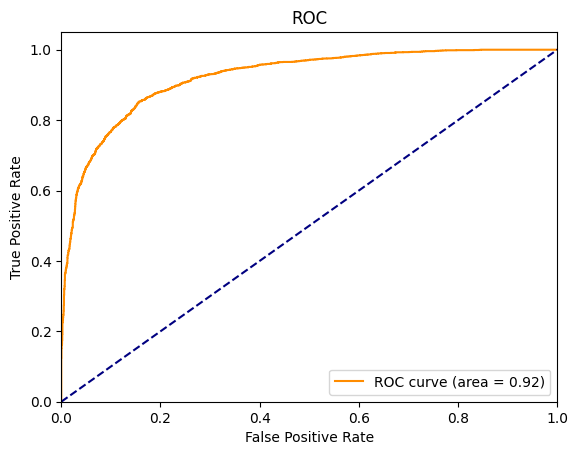 ROC
1.0
0.8
0.6
0.4
0.2
0.0
True Positive Rate
ROC curve (area = 0.92)
0.0 0.2 0.4 0.6 0.8 1.0
False Positive Rate